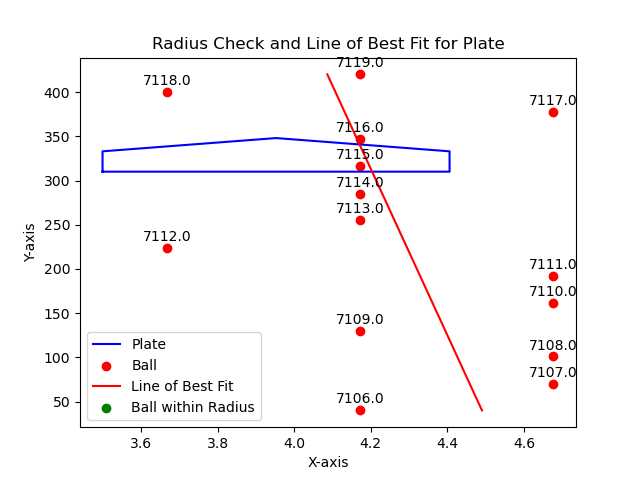 Radius Check and Line of Best Fit for Plate
7119.0
7118.0
7117.0
7116.0
7115.0
7114.0
7113.0
7112.0
7111.0
7110.0
7109.0
7108.0
7107.0
7106.0
400
350
300
250
200
150
100
50
Y-axis
Plate
Ball
Line of Best Fit
Ball within Radius
3.6 3.8 4.0 4.2 4.4 4.6
X-axis